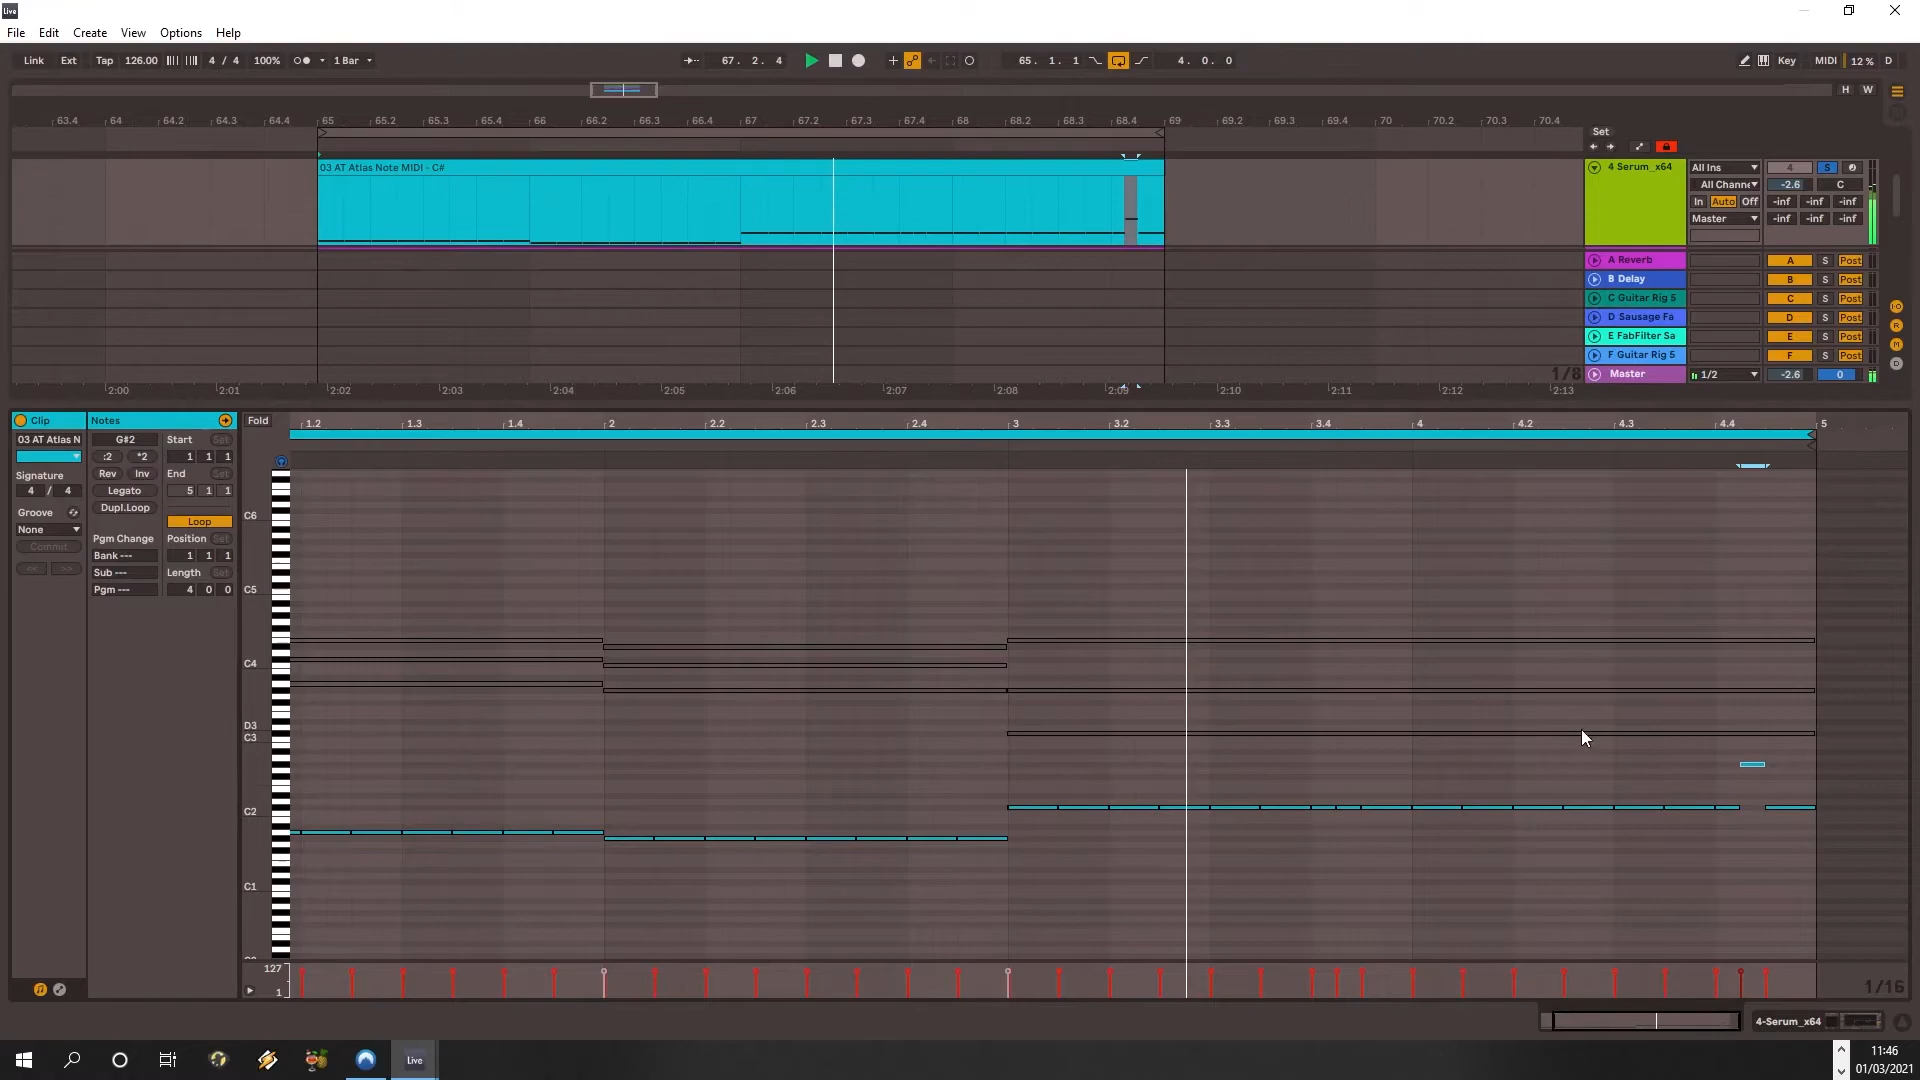 Live
File Edit Create View Options Help
Link Ext Tap 126.00 4 / 4 100% 1 Bar 67. 2. 4 65. 1. 1 4. 0. 0 Key MIDI 12 % D
H W
63.4 64 64.2 64.3 64.4 65 65.2 65.3 65.4 66 66.2 66.3 66.4 67 67.2 67.3 67.4 68 68.2 68.3 68.4 69 69.2 69.3 69.4 70 70.2 70.3 70.4
Set
03 AT Atlas Note MIDI - C#
4 Serum_x64 All Ins 4 S
All Channe -2.6 C
In Auto Off -inf -inf -inf
Master -inf -inf -inf
A Reverb A S Post
B Delay B S Post
C Guitar Rig 5 C S Post
D Sausage Fa D S Post
E FabFilter Sa E S Post
F Guitar Rig 5 F S Post
1/8 Master 1/2 -2.6 0
2:00 2:01 2:02 2:03 2:04 2:05 2:06 2:07 2:08 2:09 2:10 2:11 2:12 2:13
Clip Notes Fold 1.2 1.3 1.4 2 2.2 2.3 2.4 3 3.2 3.3 3.4 4 4.2 4.3 4.4 5
03 AT Atlas N G#2 Start Set
:2 *2 1 1 1
Signature Rev Inv End Set
4 / 4 Legato 5 1 1
Groove Dupl.Loop
None Loop
Commit Pgm Change Position Set
Bank --- 1 1 1
<< >> Sub --- Length Set
Pgm --- 4 0 0
C6
C5
C4
D3
C3
C2
C1
127
1
1/16
4-Serum_x64
Live
11:46
01/03/2021